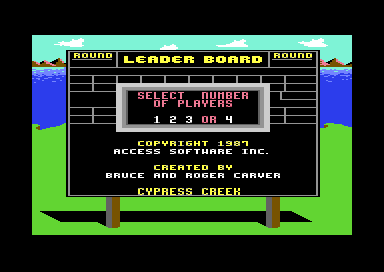 ROUND LEADER BOARD ROUND
SELECT NUMBER
OF PLAYERS
1 2 3 OR 4
COPYRIGHT 1987
ACCESS SOFTWARE INC.
CREATED BY
BRUCE AND ROGER CARVER
CYPRESS CREEK